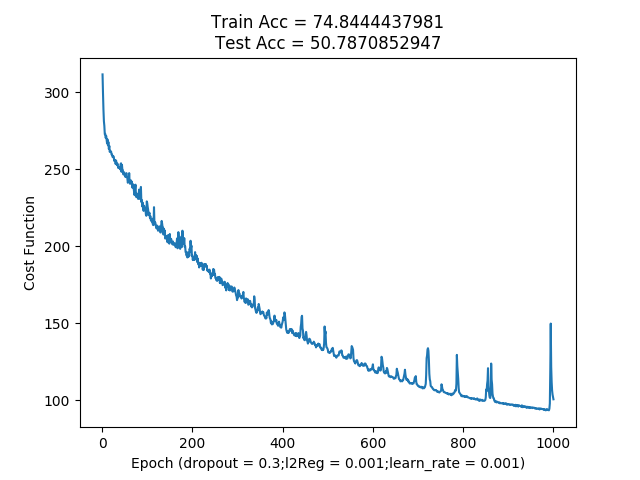 Train Acc = 74.8444437981
Test Acc = 50.7870852947
300
250
200
150
100
Cost Function
0
200
400
600
800
1000
Epoch (dropout = 0.3;l2Reg = 0.001;learn_rate = 0.001)